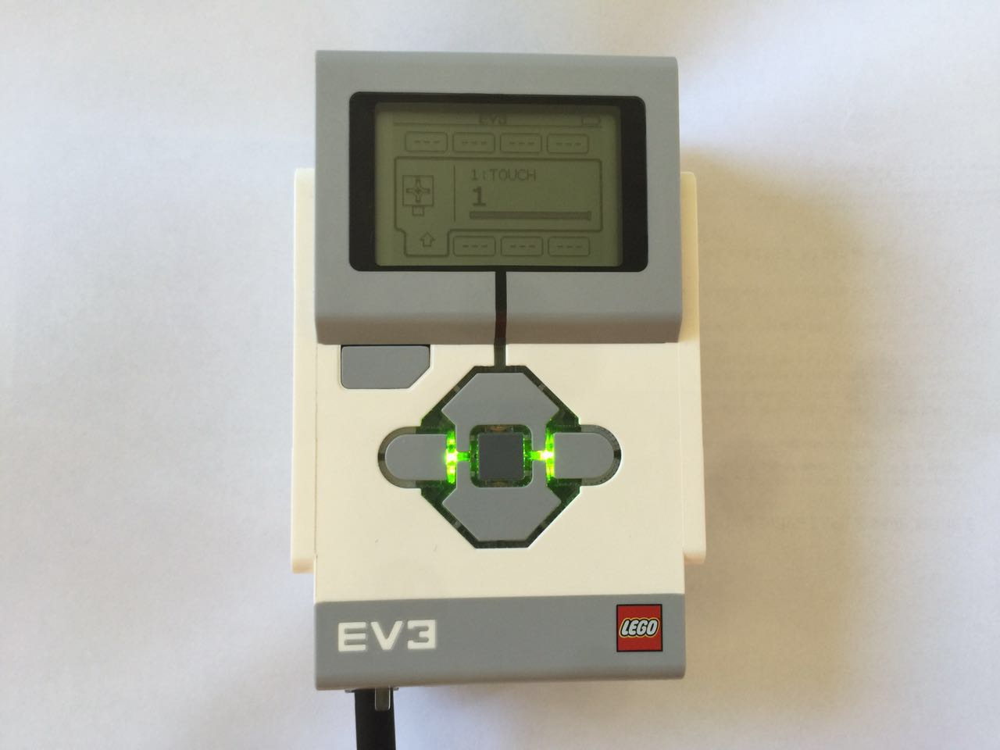 EV3
--- --- --- ---
1:TOUCH
1
--- --- ---
EV3
LEGO